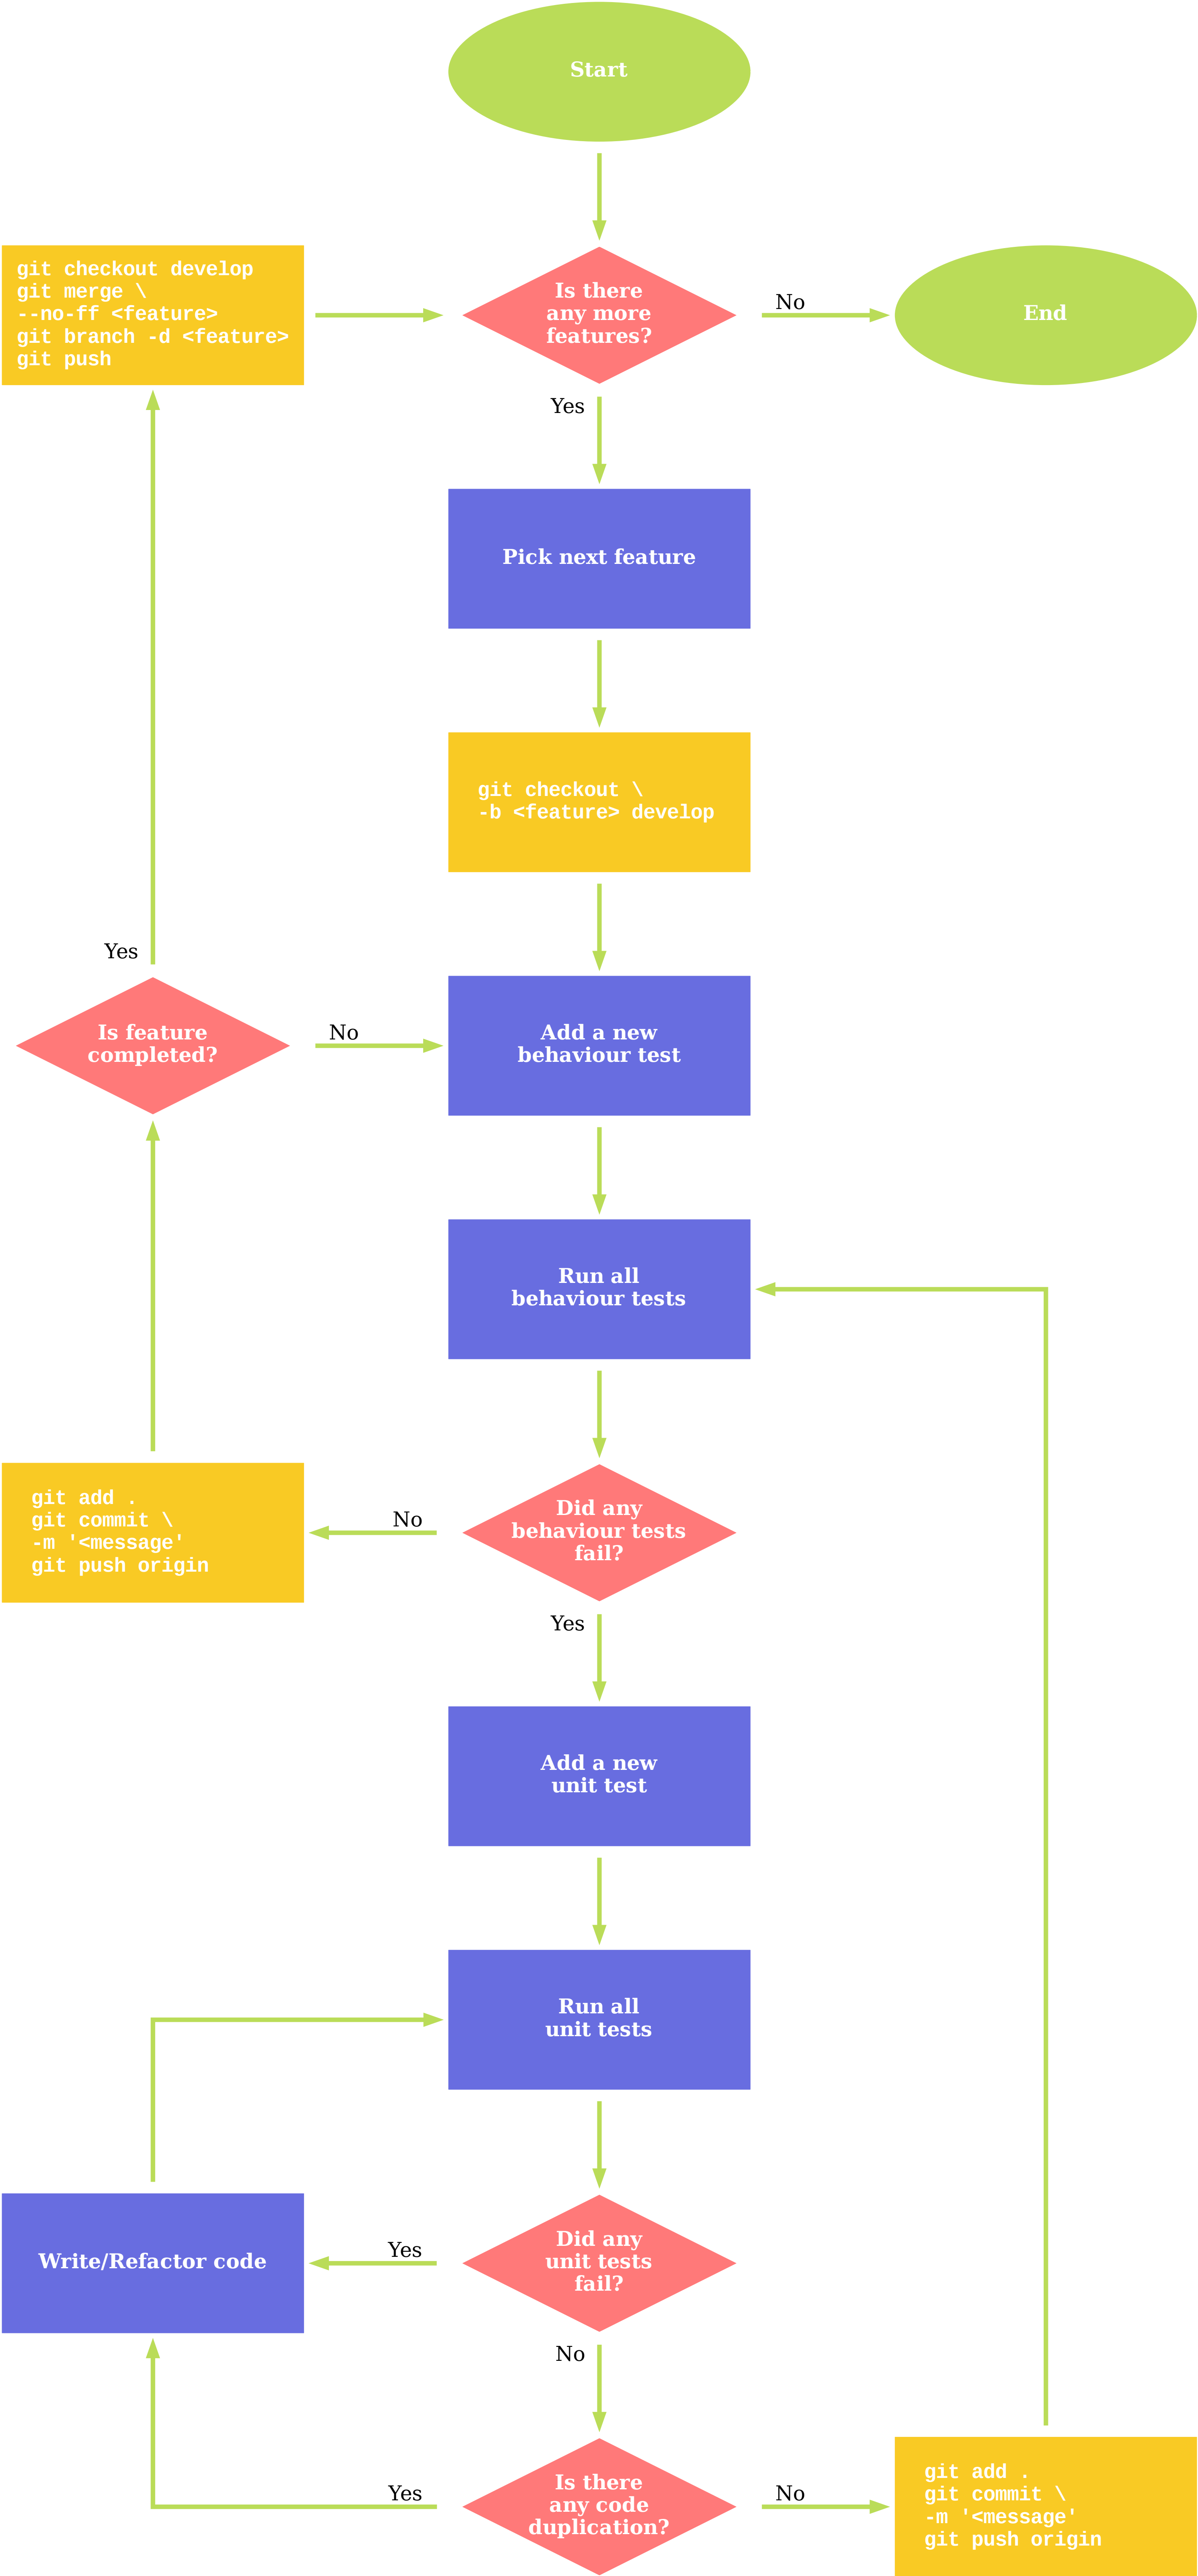 Start
git checkout develop
git merge \
--no-ff <feature>
git branch -d <feature>
git push
Is there
any more
features?
No
End
Yes
Pick next feature
git checkout \
-b <feature> develop
Yes
Is feature
completed?
No
Add a new
behaviour test
Run all
behaviour tests
git add .
git commit \
-m '<message'
git push origin
No
Did any
behaviour tests
fail?
Yes
Add a new
unit test
Run all
unit tests
Write/Refactor code
Yes
Did any
unit tests
fail?
No
Yes
Is there
any code
duplication?
No
git add .
git commit \
-m '<message'
git push origin